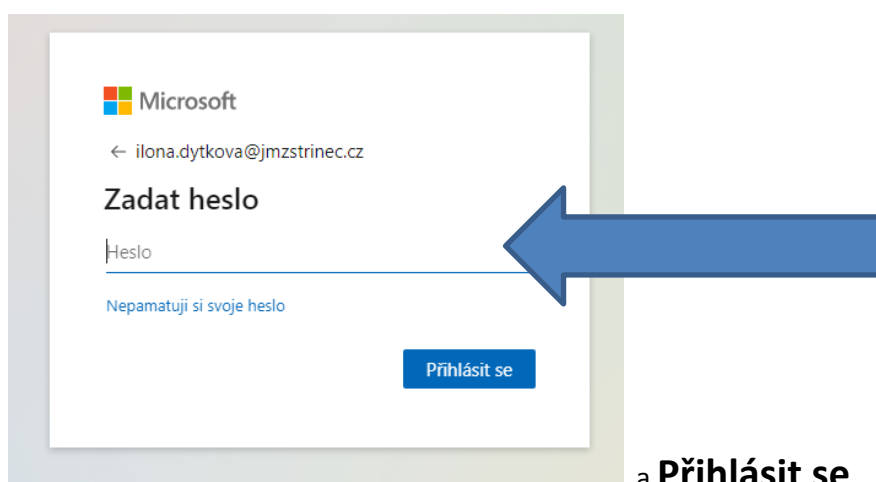 Microsoft
← ilona.dytkova@jmzstrinec.cz
Zadat heslo
Heslo
Nepamatuji si svoje heslo
Přihlásit se
a Přihlásit se